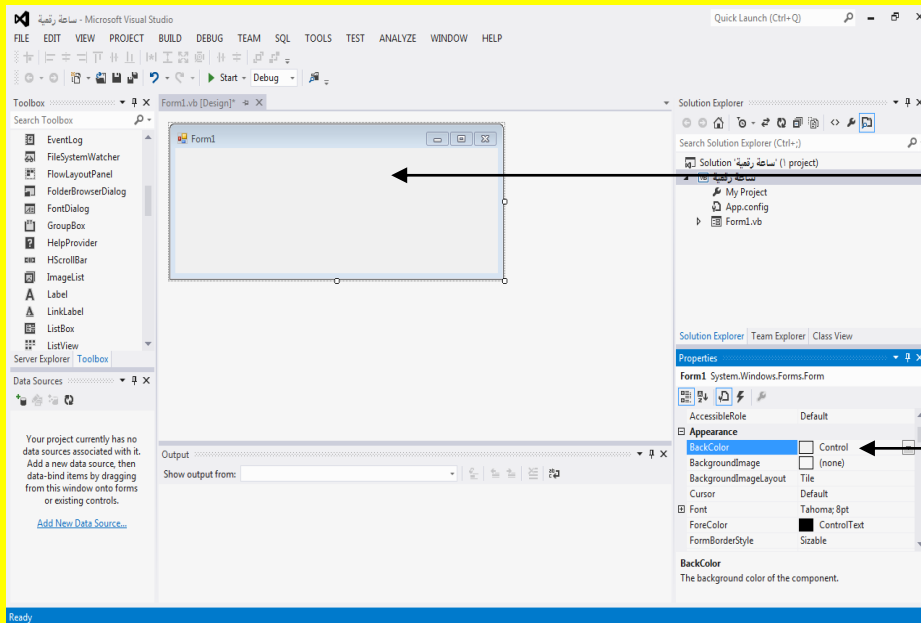 ساعة رقمية - Microsoft Visual Studio
Quick Launch (Ctrl+Q)
FILE EDIT VIEW PROJECT BUILD DEBUG TEAM SQL TOOLS TEST ANALYZE WINDOW HELP
Start Debug
Toolbox
Search Toolbox
EventLog
FileSystemWatcher
FlowLayoutPanel
FolderBrowserDialog
FontDialog
GroupBox
HelpProvider
HScrollBar
ImageList
Label
LinkLabel
ListBox
ListView
Server Explorer Toolbox
Data Sources
Your project currently has no
data sources associated with it.
Add a new data source, then
data-bind items by dragging
from this window onto forms
or existing controls.
Add New Data Source...
Form1.vb [Design]*
Form1
Output
Show output from:
Solution Explorer
Search Solution Explorer (Ctrl+;)
Solution 'ساعة رقمية' (١ project)
ساعة رقمية
My Project
App.config
Form1.vb
Solution Explorer Team Explorer Class View
Properties
Form1 System.Windows.Forms.Form
AccessibleRole Default
Appearance
BackColor Control
BackgroundImage (none)
BackgroundImageLayout Tile
Cursor Default
Font Tahoma; 8pt
ForeColor ControlText
FormBorderStyle Sizable
BackColor
The background color of the component.
Ready